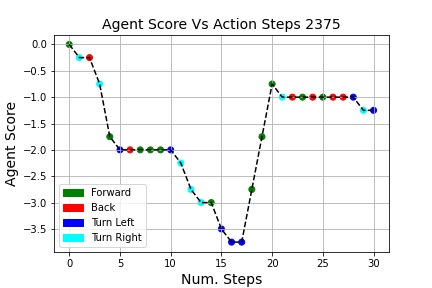 Agent Score Vs Action Steps 2375
0.0
−0.5
−1.0
−1.5
−2.0
−2.5
−3.0
−3.5
Agent Score
Forward
Back
Turn Left
Turn Right
0 5 10 15 20 25 30
Num. Steps